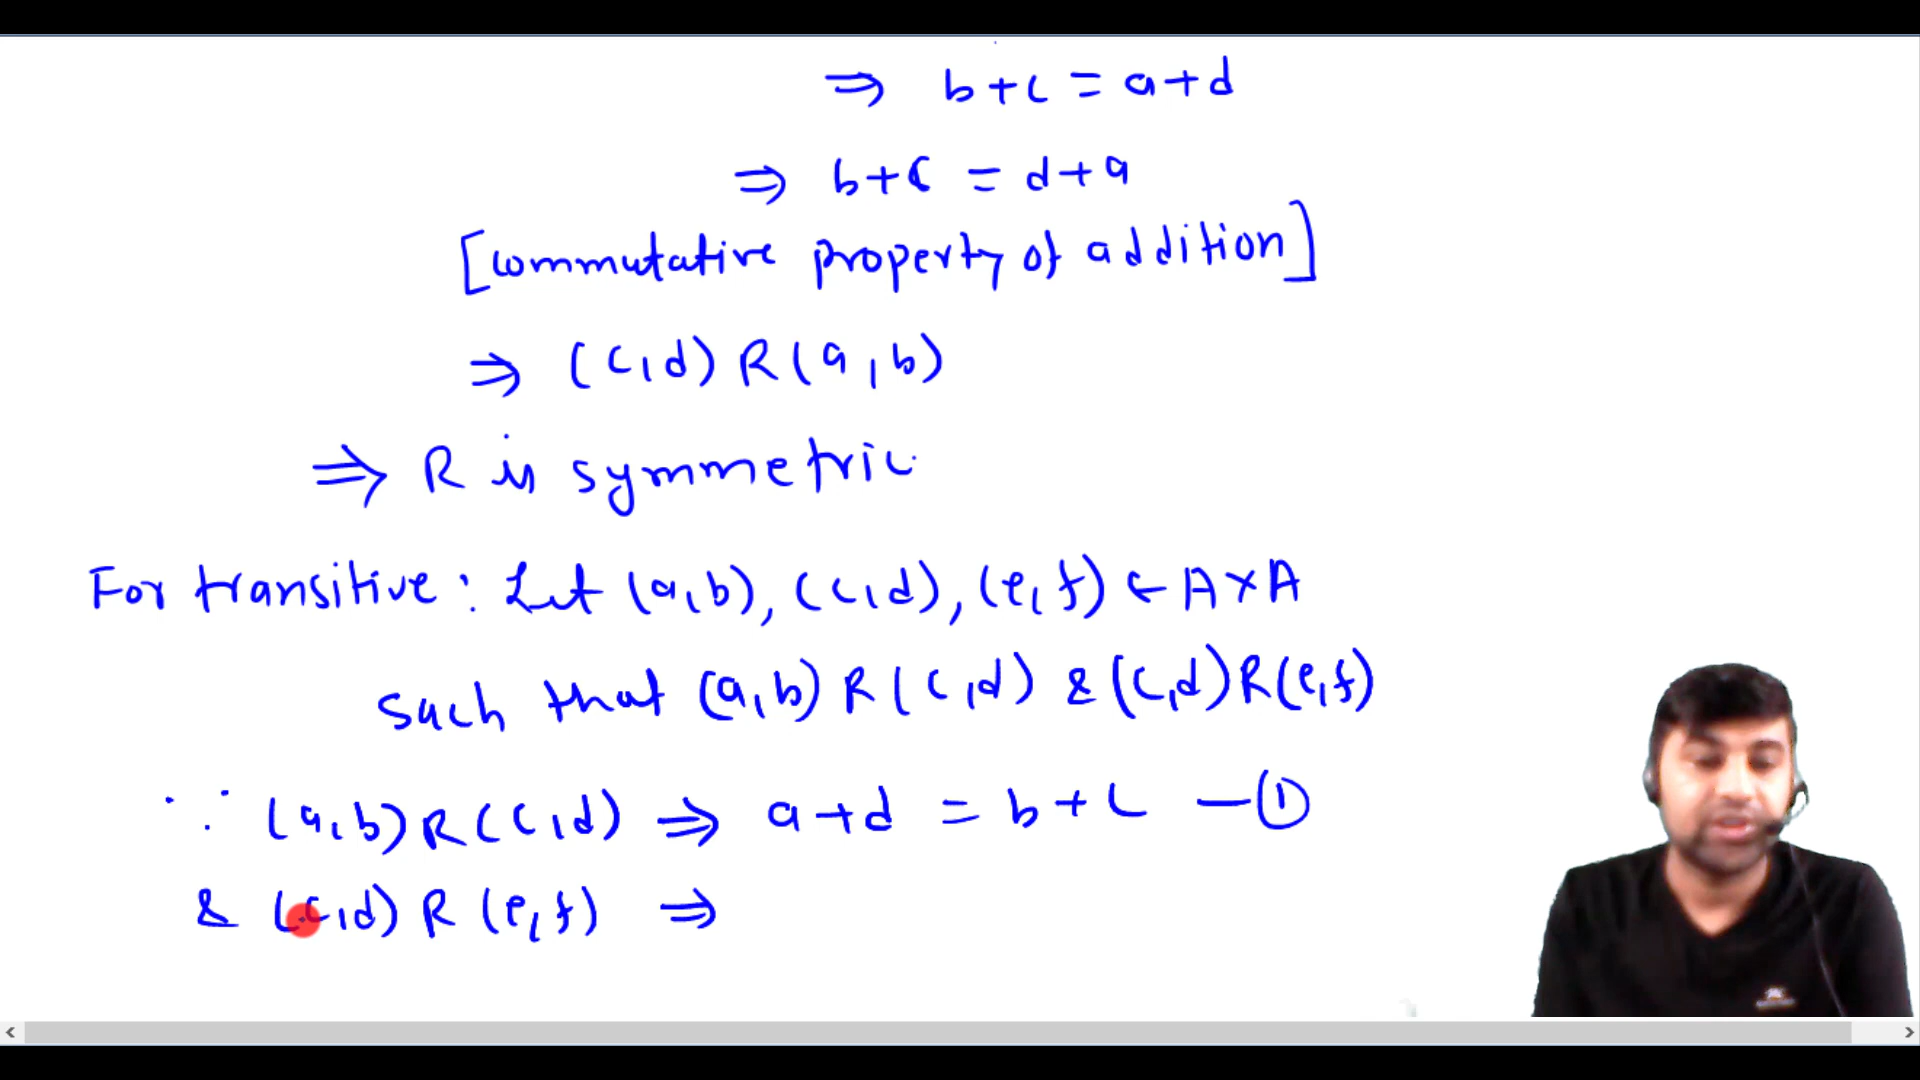 ⇒ b+c = a+d
⇒ b+c = d+a
[commutative property of addition]
⇒ (c,d) R (a,b)
⇒ R is symmetric.
For transitive: Let (a,b), (c,d), (e,f) ∈ A×A
such that (a,b) R (c,d) & (c,d) R (e,f)
∵ (a,b) R (c,d) ⇒ a+d = b+c —①
& (c,d) R (e,f) ⇒